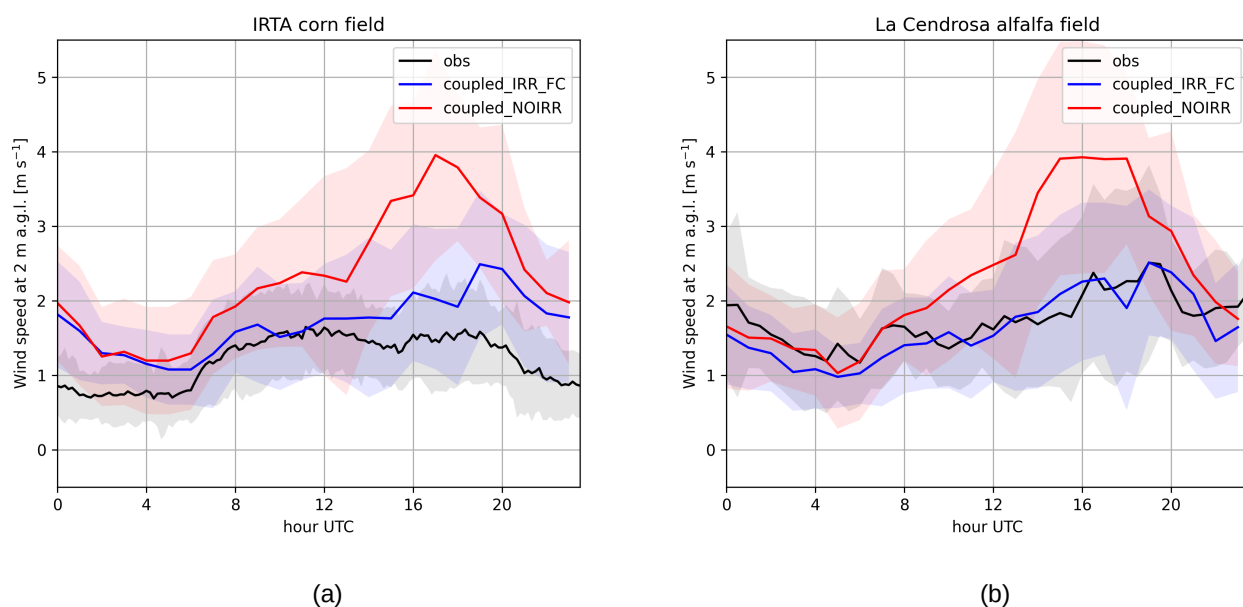 IRTA corn field
Wind speed at 2 m a.g.l. [m s⁻¹]
5
4
3
2
1
0
obs
coupled_IRR_FC
coupled_NOIRR
0 4 8 12 16 20
hour UTC
(a)
La Cendrosa alfalfa field
Wind speed at 2 m a.g.l. [m s⁻¹]
5
4
3
2
1
0
obs
coupled_IRR_FC
coupled_NOIRR
0 4 8 12 16 20
hour UTC
(b)